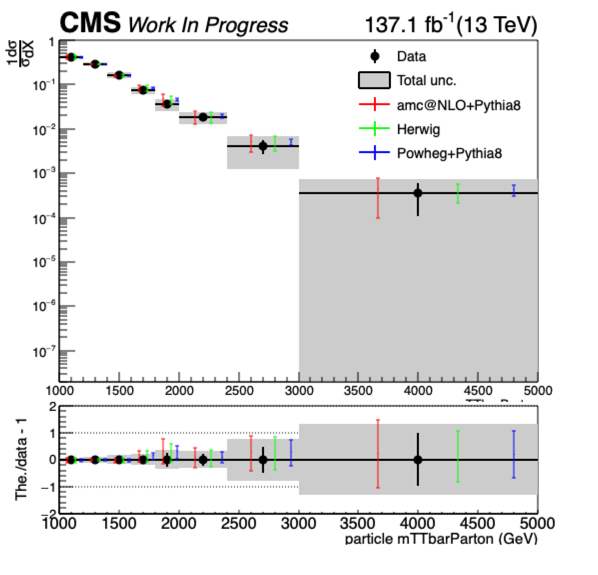 CMS Work In Progress 137.1 fb⁻¹(13 TeV)
1dσ
σdX
1
10⁻¹
10⁻²
10⁻³
10⁻⁴
10⁻⁵
10⁻⁶
10⁻⁷
Data
Total unc.
amc@NLO+Pythia8
Herwig
Powheg+Pythia8
1000 1500 2000 2500 3000 3500 4000 4500 5000
The./data - 1
2
1
0
−1
−2
1000 1500 2000 2500 3000 3500 4000 4500 5000
particle mTTbarParton (GeV)